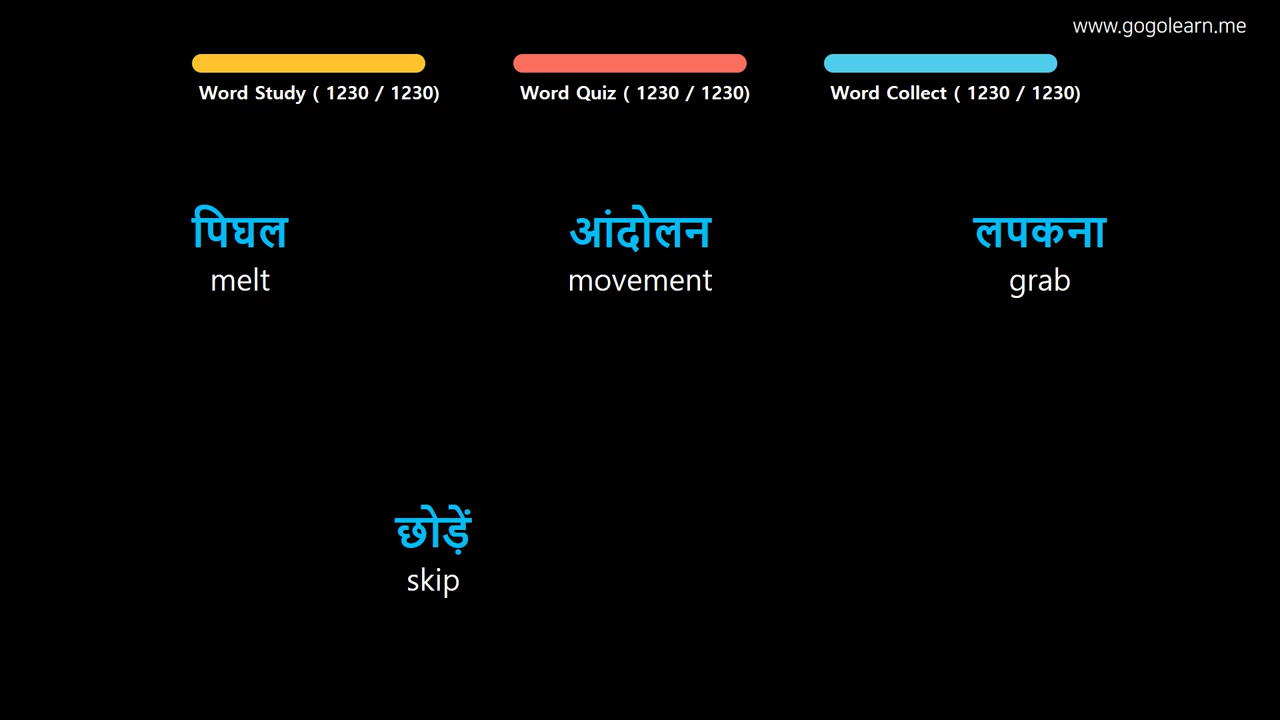 www.gogolearn.me
Word Study ( 1230 / 1230)
Word Quiz ( 1230 / 1230)
Word Collect ( 1230 / 1230)
पिघल
melt
आंदोलन
movement
लपकना
grab
छोड़ें
skip